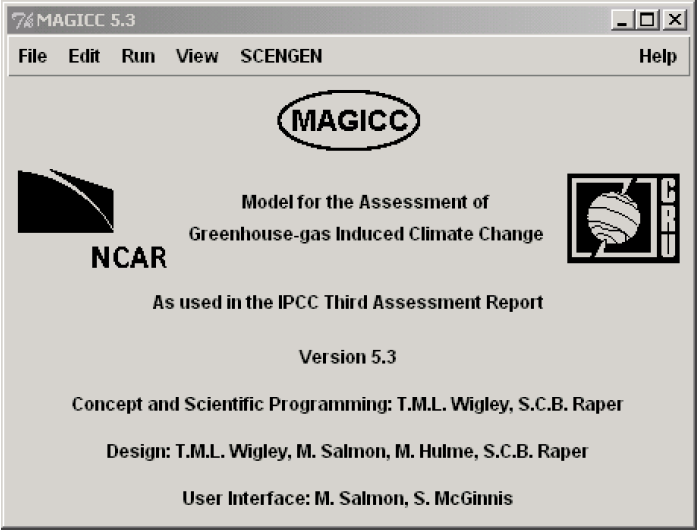 MAGICC 5.3
File Edit Run View SCENGEN Help
MAGICC
NCAR
Model for the Assessment of
Greenhouse-gas Induced Climate Change
CRU
As used in the IPCC Third Assessment Report
Version 5.3
Concept and Scientific Programming: T.M.L. Wigley, S.C.B. Raper
Design: T.M.L. Wigley, M. Salmon, M. Hulme, S.C.B. Raper
User Interface: M. Salmon, S. McGinnis